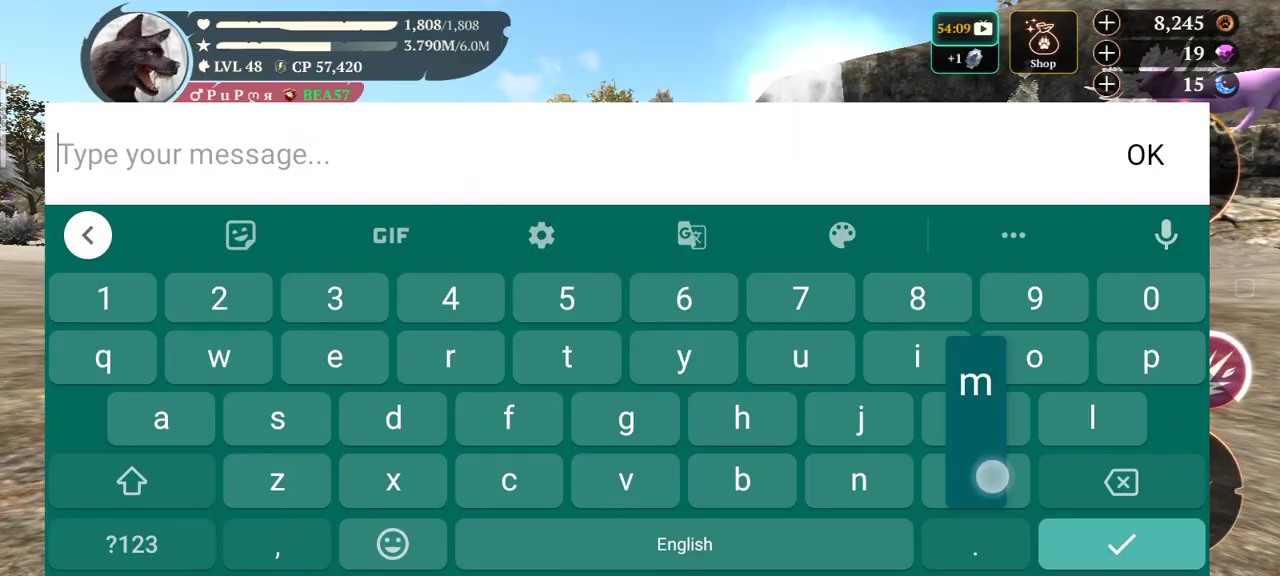 1,808/1,808
3.790M/6.0M
LVL 48 CP 57,420
♂ P u P ო я BEA57
54:09
+1
Shop
8,245
19
15
Type your message...
OK
GIF
1 2 3 4 5 6 7 8 9 0
q w e r t y u i o p
m
a s d f g h j l
z x c v b n
?123 , English .